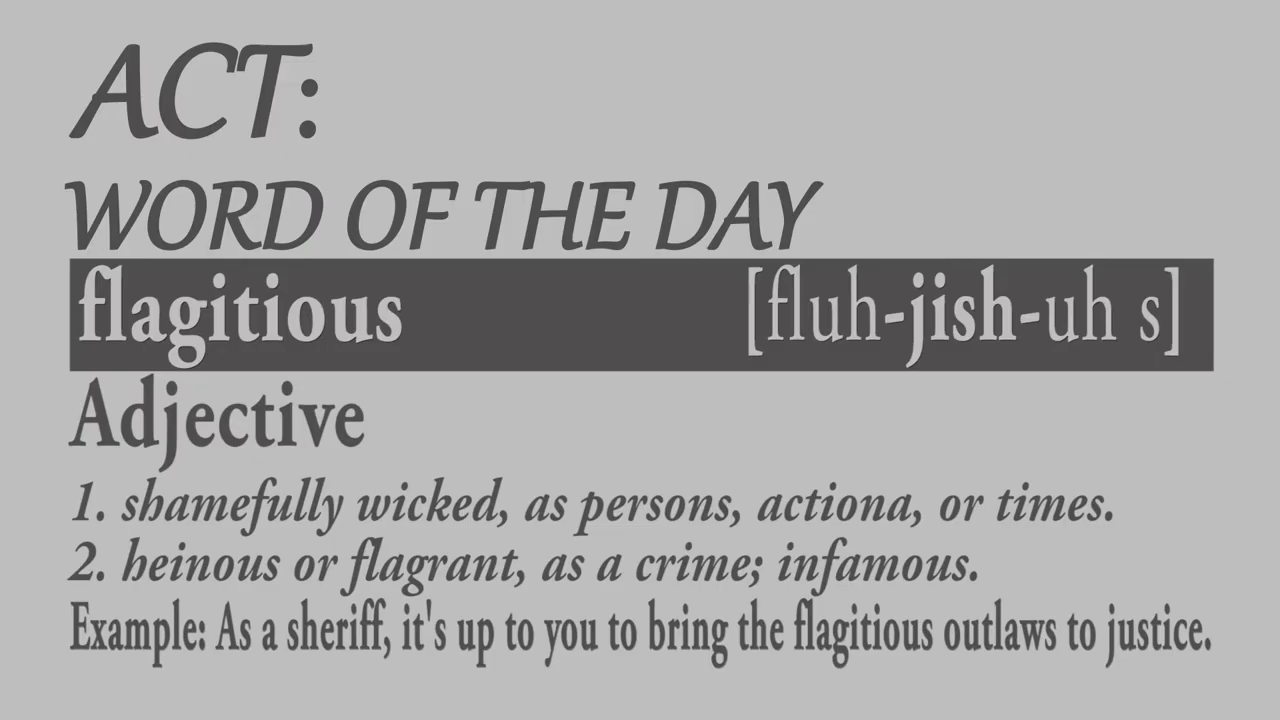 ACT:
WORD OF THE DAY
flagitious [fluh-jish-uh s]
Adjective
1. shamefully wicked, as persons, actiona, or times.
2. heinous or flagrant, as a crime; infamous.
Example: As a sheriff, it's up to you to bring the flagitious outlaws to justice.